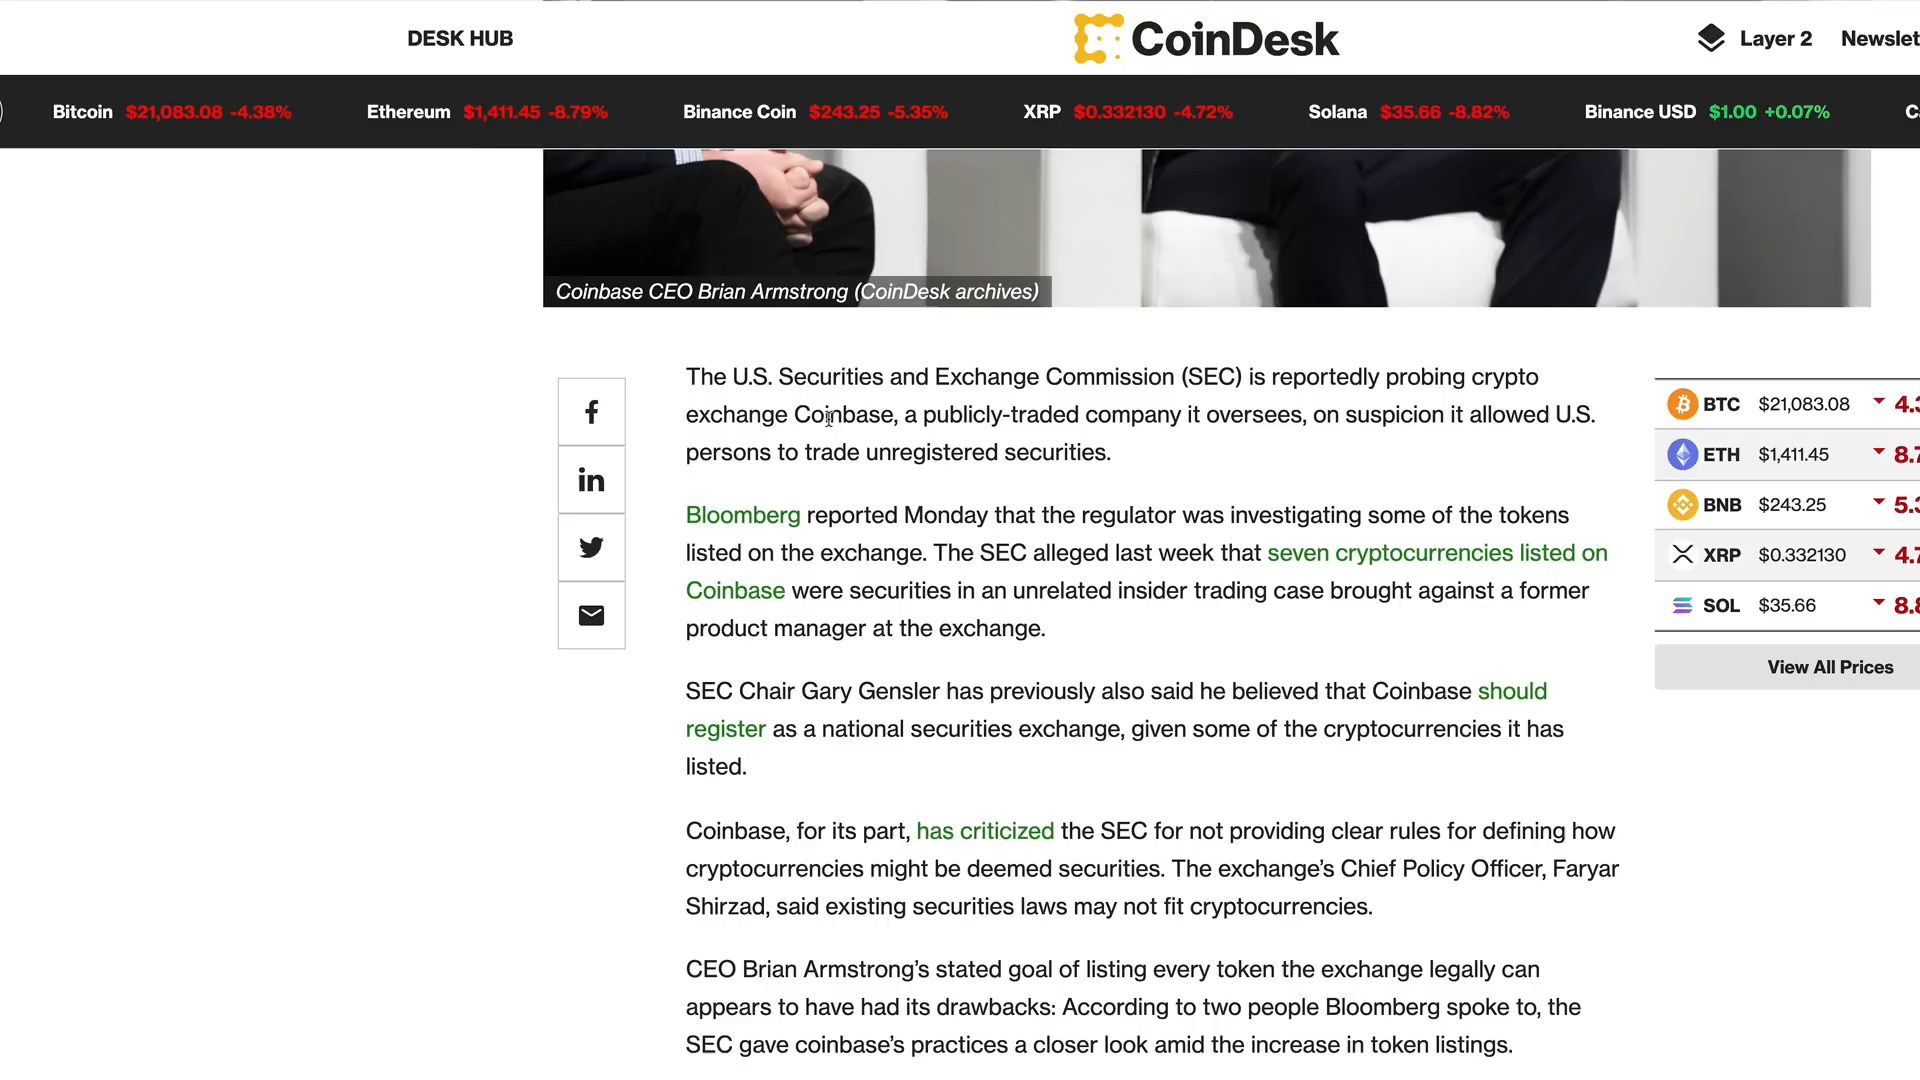 DESK HUB
CoinDesk
Layer 2
Newslet
Bitcoin $21,083.08 -4.38%
Ethereum $1,411.45 -8.79%
Binance Coin $243.25 -5.35%
XRP $0.332130 -4.72%
Solana $35.66 -8.82%
Binance USD $1.00 +0.07%
Coinbase CEO Brian Armstrong (CoinDesk archives)
The U.S. Securities and Exchange Commission (SEC) is reportedly probing crypto
exchange Coinbase, a publicly-traded company it oversees, on suspicion it allowed U.S.
persons to trade unregistered securities.
Bloomberg reported Monday that the regulator was investigating some of the tokens
listed on the exchange. The SEC alleged last week that seven cryptocurrencies listed on
Coinbase were securities in an unrelated insider trading case brought against a former
product manager at the exchange.
SEC Chair Gary Gensler has previously also said he believed that Coinbase should
register as a national securities exchange, given some of the cryptocurrencies it has
listed.
Coinbase, for its part, has criticized the SEC for not providing clear rules for defining how
cryptocurrencies might be deemed securities. The exchange's Chief Policy Officer, Faryar
Shirzad, said existing securities laws may not fit cryptocurrencies.
CEO Brian Armstrong's stated goal of listing every token the exchange legally can
appears to have had its drawbacks: According to two people Bloomberg spoke to, the
SEC gave coinbase's practices a closer look amid the increase in token listings.
BTC $21,083.08
ETH $1,411.45
BNB $243.25
XRP $0.332130
SOL $35.66
View All Prices